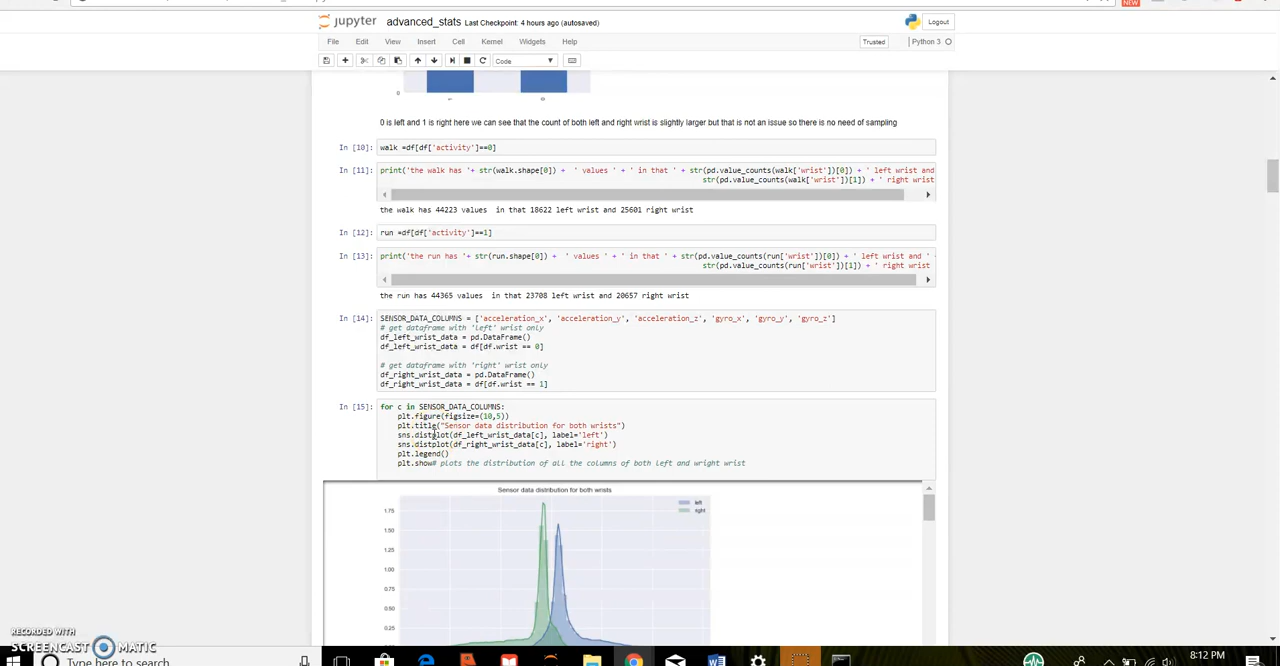 NEW
jupyter advanced_stats Last Checkpoint: 4 hours ago (autosaved)
Logout
File Edit View Insert Cell Kernel Widgets Help
Trusted Python 3
Code
0
0 is left and 1 is right here we can see that the count of both left and right wrist is slightly larger but that is not an issue so there is no need of sampling
In [10]: walk =df[df['activity']==0]
In [11]: print('the walk has '+ str(walk.shape[0]) + ' values ' + ' in that ' + str(pd.value_counts(walk['wrist'])[0]) + ' left wrist and
str(pd.value_counts(walk['wrist'])[1]) + ' right wrist
the walk has 44223 values in that 18622 left wrist and 25601 right wrist
In [12]: run =df[df['activity']==1]
In [13]: print('the run has '+ str(run.shape[0]) + ' values ' + ' in that ' + str(pd.value_counts(run['wrist'])[0]) + ' left wrist and '
str(pd.value_counts(run['wrist'])[1]) + ' right wrist
the run has 44365 values in that 23708 left wrist and 20657 right wrist
In [14]: SENSOR_DATA_COLUMNS = ['acceleration_x', 'acceleration_y', 'acceleration_z', 'gyro_x', 'gyro_y', 'gyro_z']
# get dataframe with 'left' wrist only
df_left_wrist_data = pd.DataFrame()
df_left_wrist_data = df[df.wrist == 0]
# get dataframe with 'right' wrist only
df_right_wrist_data = pd.DataFrame()
df_right_wrist_data = df[df.wrist == 1]
In [15]: for c in SENSOR_DATA_COLUMNS:
plt.figure(figsize=(10,5))
plt.title("Sensor data distribution for both wrists")
sns.distplot(df_left_wrist_data[c], label='left')
sns.distplot(df_right_wrist_data[c], label='right')
plt.legend()
plt.show# plots the distribution of all the columns of both left and wright wrist
Sensor data distribution for both wrists
left
right
1.75
1.50
1.25
1.00
0.75
0.50
0.25
RECORDED WITH
SCREENCAST MATIC
Type here to search
8:12 PM